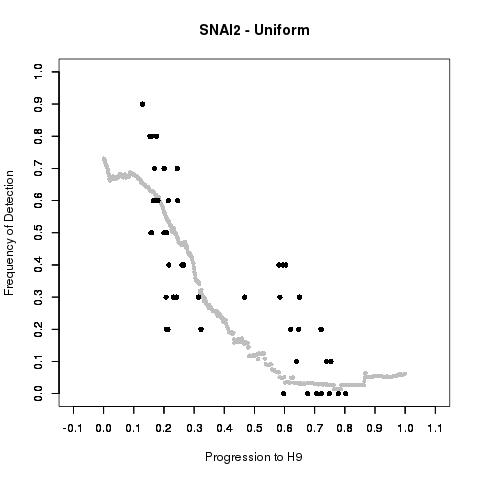 SNAI2 - Uniform
Frequency of Detection
0.0 0.1 0.2 0.3 0.4 0.5 0.6 0.7 0.8 0.9 1.0
-0.1 0.0 0.1 0.2 0.3 0.4 0.5 0.6 0.7 0.8 0.9 1.0 1.1
Progression to H9